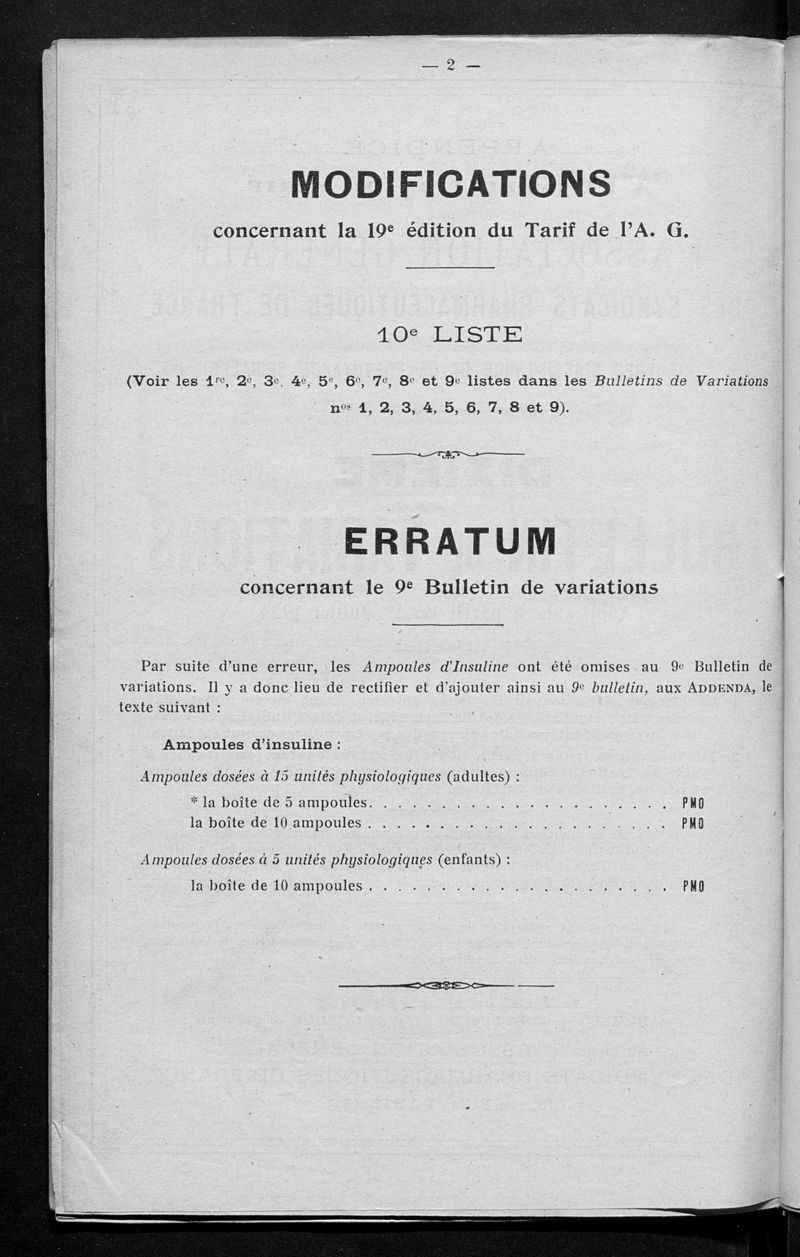 — 2 —
MODIFICATIONS
concernant la 19e édition du Tarif de l'A. G.
10e LISTE
(Voir les 1re, 2e, 3e, 4e, 5e, 6e, 7e, 8e et 9e listes dans les Bulletins de Variations
nos 1, 2, 3, 4, 5, 6, 7, 8 et 9).
ERRATUM
concernant le 9e Bulletin de variations
Par suite d'une erreur, les Ampoules d'Insuline ont été omises au 9e Bulletin de
variations. Il y a donc lieu de rectifier et d'ajouter ainsi au 9e bulletin, aux ADDENDA, le
texte suivant :
Ampoules d'insuline :
Ampoules dosées à 15 unités physiologiques (adultes) :
* la boîte de 5 ampoules. . . . . . . . . . . . . . . . . . . . . PMO
la boîte de 10 ampoules . . . . . . . . . . . . . . . . . . . . . PMO
Ampoules dosées à 5 unités physiologiques (enfants) :
la boîte de 10 ampoules . . . . . . . . . . . . . . . . . . . . . PMO